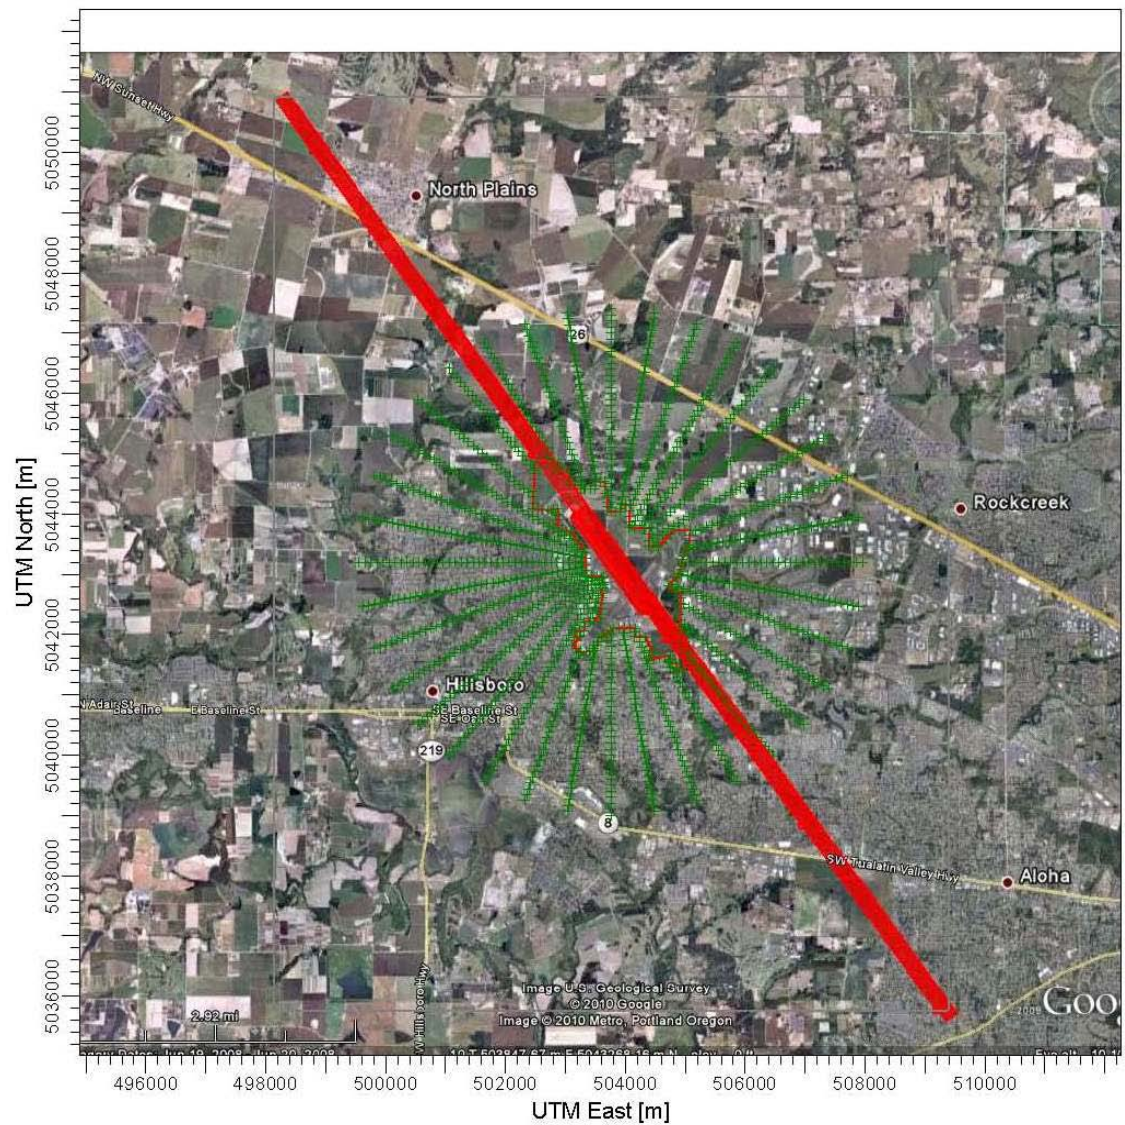 NW Sunset Hwy
North Plains
26
Rockcreek
Hillsboro
N Adair St
Baseline
E Baseline St
SE Baseline St
SE Oak St
219
8
SW Tualatin Valley Hwy
Aloha
Image U.S. Geological Survey
© 2010 Google
Image © 2010 Metro, Portland Oregon
2009
Goo
2.92 mi
5050000
5048000
5046000
5044000
5042000
5040000
5038000
5036000
UTM North [m]
496000
498000
500000
502000
504000
506000
508000
510000
UTM East [m]